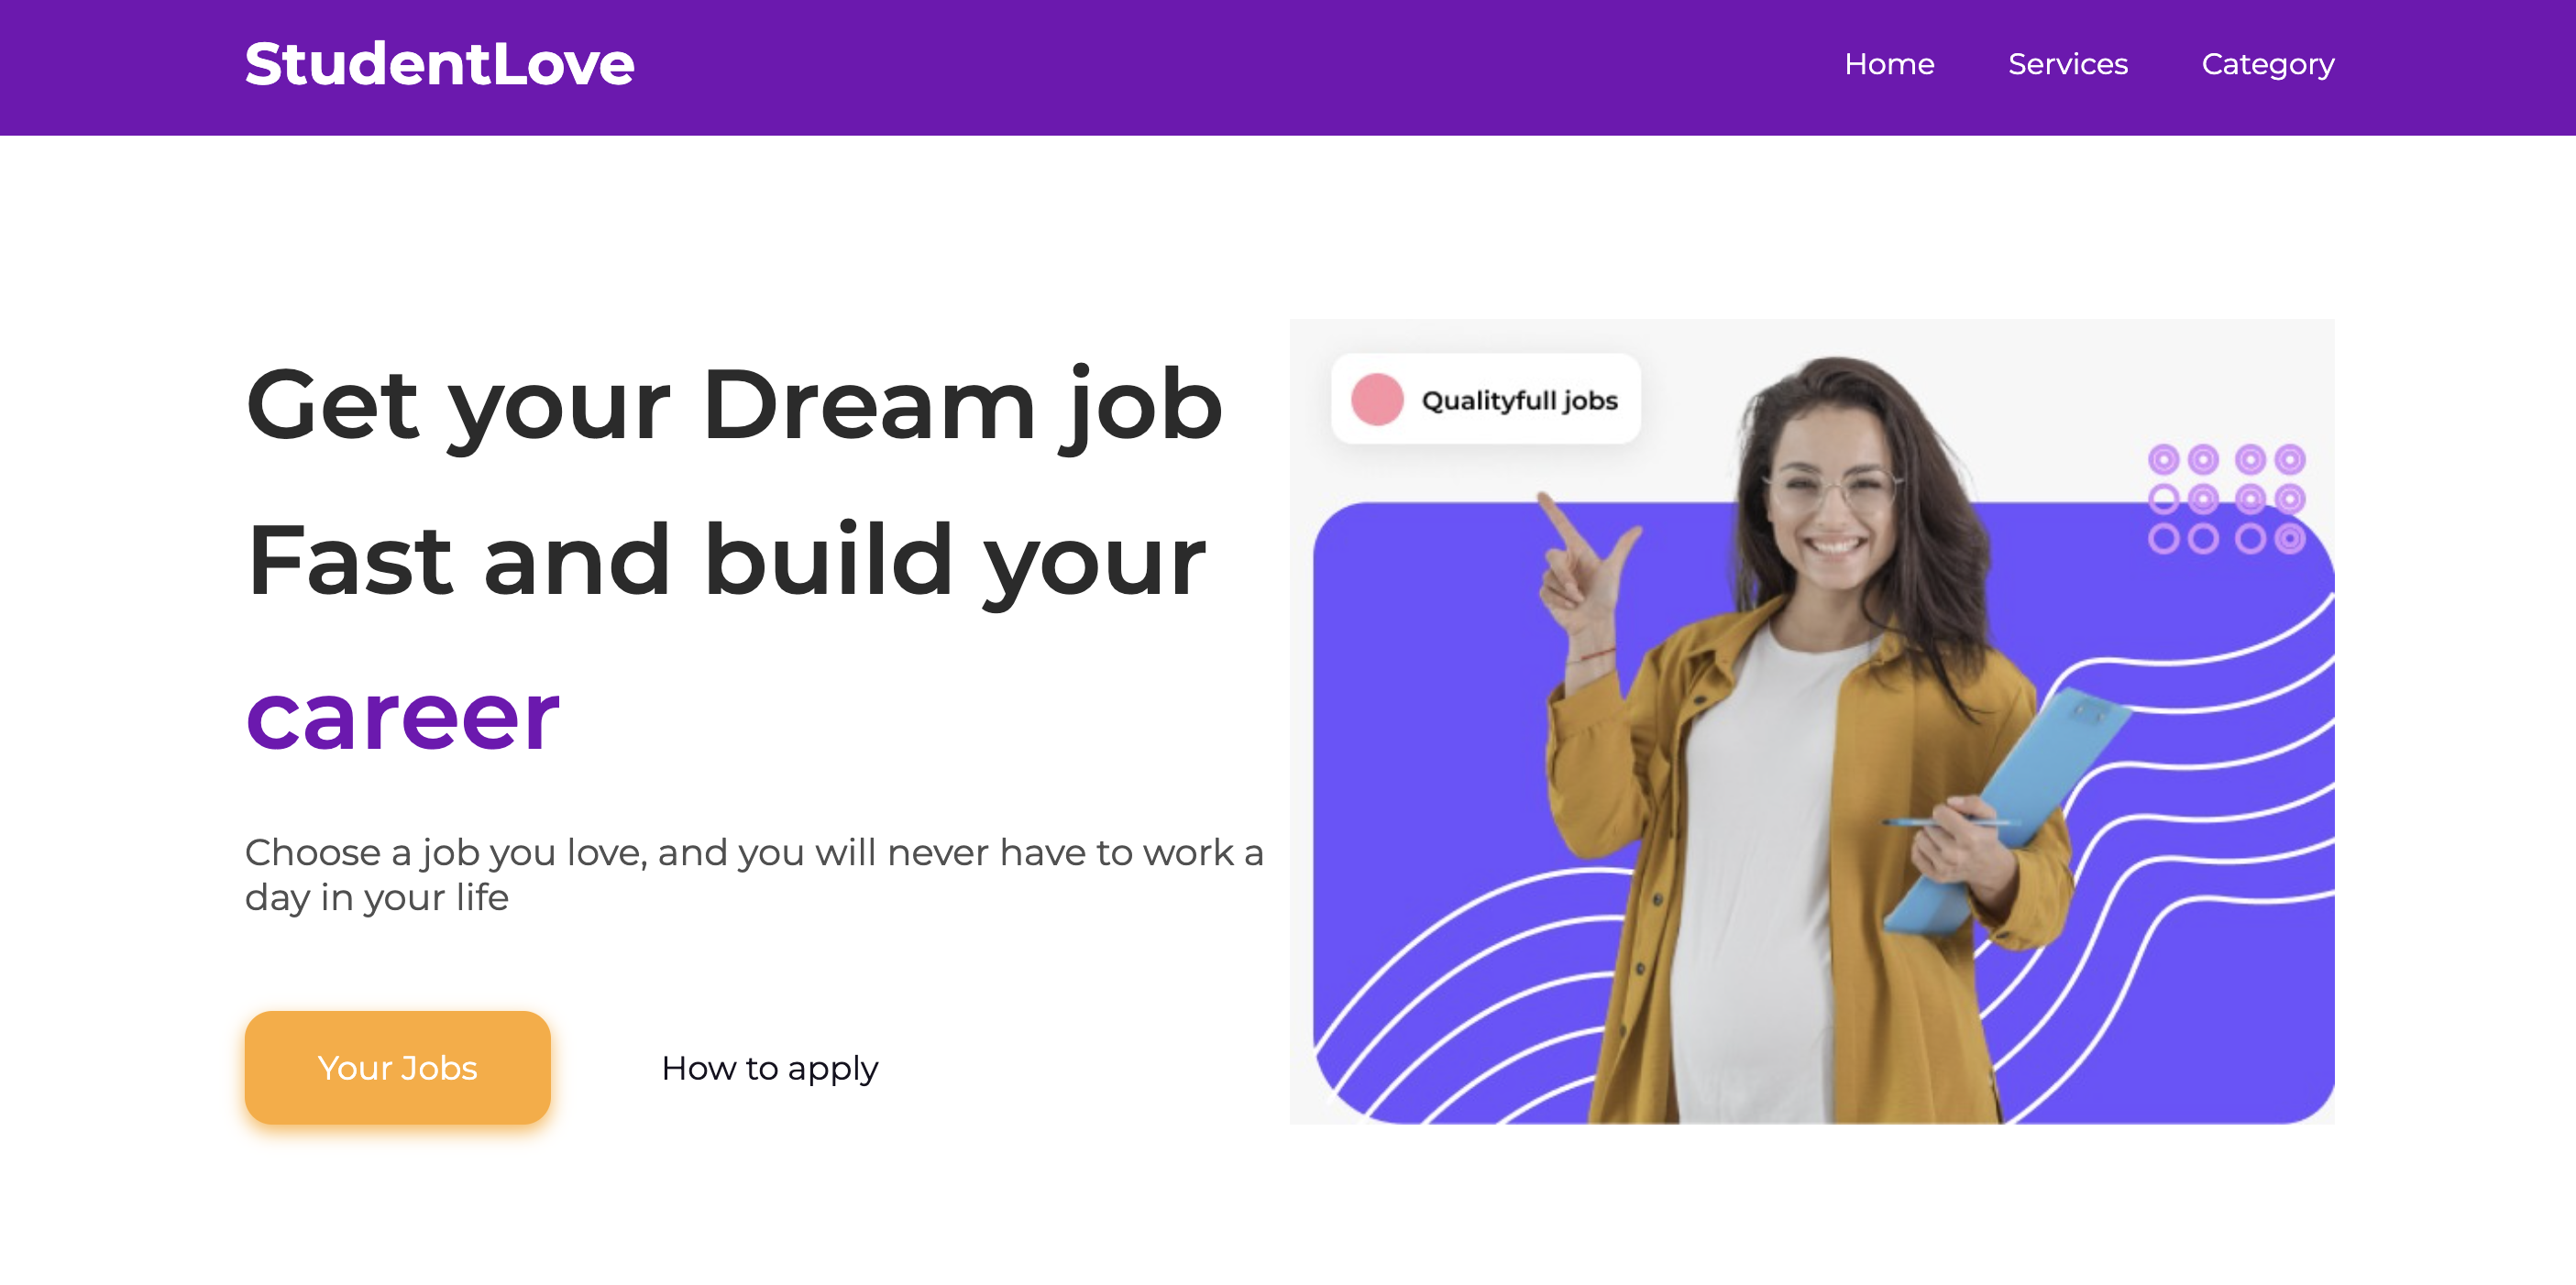 StudentLove
Home
Services
Category
Get your Dream job
Fast and build your
career
Choose a job you love, and you will never have to work a
day in your life
Your Jobs
How to apply
Qualityfull jobs